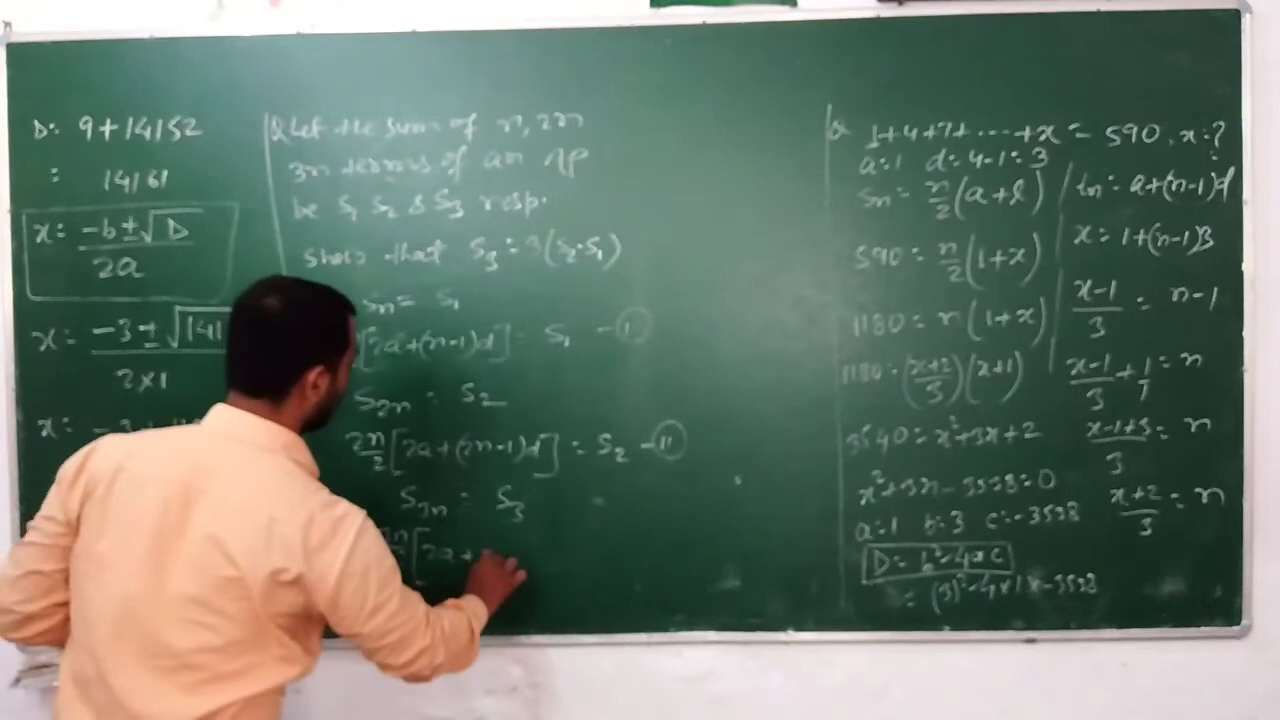 D: 9+14152
: 14161
x: -b±√D
2a
x: -3±√141
2×1
x: -3+
Q Let the sum of n, 2n
3n terms of an AP
be S₁ S₂ & S₃ resp.
show that S₃ = 3(S₂-S₁)
Sn = S₁
[2a+(n-1)d] = S₁ -(I)
S₂n = S₂
2n/2 [2a+(2n-1)d] = S₂ -(II)
S₃n = S₃
[2a+
Q 1+4+7+.....+x = 590, x:?
a:1 d:4-1:3
Sn = n/2 (a+l)
590 = n/2 (1+x)
1180 = n(1+x)
1180 = (x+2/3)(x+1)
3540 = x²+3x+2
x²+3x-3538=0
a:1 b:3 c:-3538
D = b²-4ac
= (3)²-4×1×-3538
tn = a+(n-1)d
x = 1+(n-1)3
x-1/3 = n-1
x-1/3 + 1/1 = n
x-1+3/3 = n
x+2/3 = n